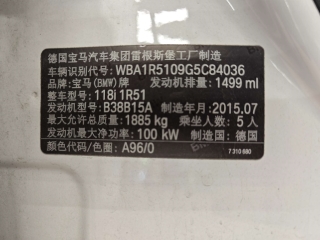 德国宝马汽车集团雷根斯堡工厂制造
车辆识别代号 WBA1R5109G5C84036
品牌:宝马(BMW)牌 发动机排量:1499 ml
整车型号: 118i 1R51
发动机型号: B38B15A 制造年月:2015.07
最大允许总质量: 1885 kg 乘坐人数: 5 人
发动机最大净功率: 100 kW 制造国: 德国
颜色代码/色系: A96/0
7 310 680